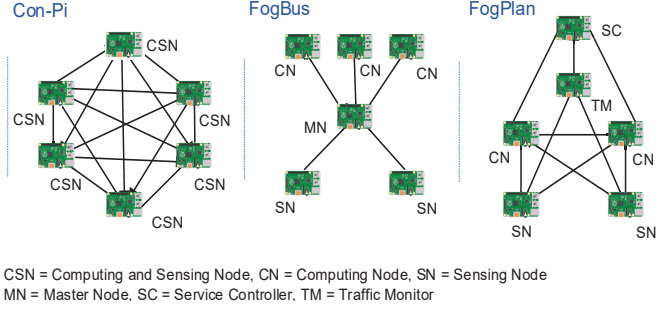 Con-Pi
FogBus
FogPlan
CSN
CSN
CSN
CSN
CSN
CSN
CN
CN
CN
MN
SN
SN
SC
TM
CN
CN
SN
SN
CSN = Computing and Sensing Node, CN = Computing Node, SN = Sensing Node
MN = Master Node, SC = Service Controller, TM = Traffic Monitor